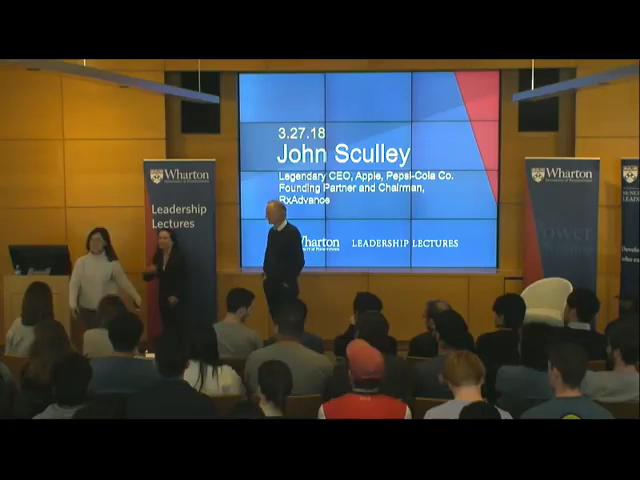 3.27.18
John Sculley
Legendary CEO, Apple, Pepsi-Cola Co.
Founding Partner and Chairman,
RxAdvance
Wharton LEADERSHIP LECTURES
Wharton
Leadership
Lectures
Wharton